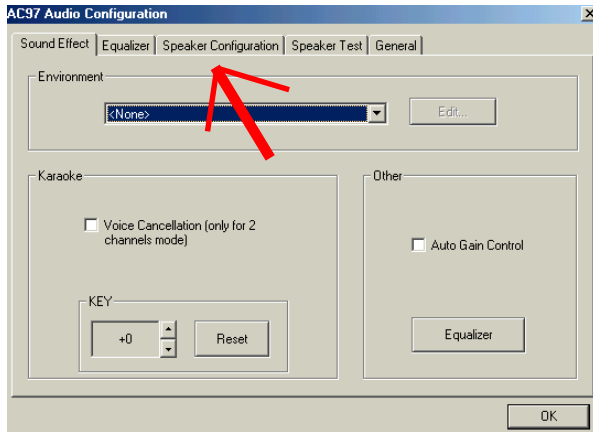 AC97 Audio Configuration
Sound Effect Equalizer Speaker Configuration Speaker Test General
Environment
<None> Edit...
Karaoke
Voice Cancellation (only for 2
channels mode)
KEY
+0 Reset
Other
Auto Gain Control
Equalizer
OK